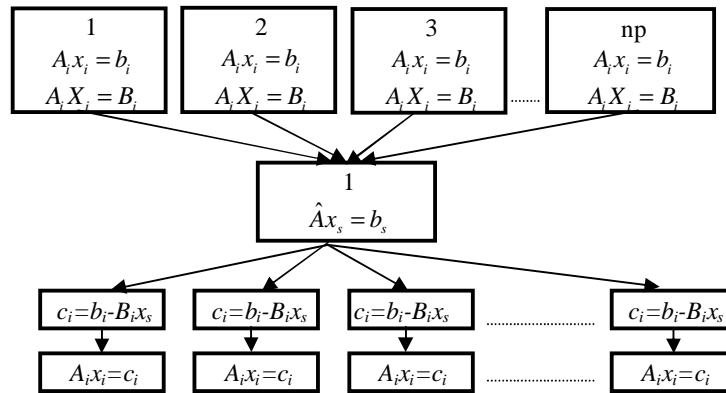 1 2 3 np
A_i x_i = b_i A_i x_i = b_i A_i x_i = b_i A_i x_i = b_i
A_i X_i = B_i A_i X_i = B_i A_i X_i = B_i ........ A_i X_i = B_i
1
Âx_s = b_s
c_i=b_i-B_i x_s c_i=b_i-B_i x_s c_i=b_i-B_i x_s ........................... c_i=b_i-B_i x_s
A_i x_i=c_i A_i x_i=c_i A_i x_i=c_i ........................... A_i x_i=c_i